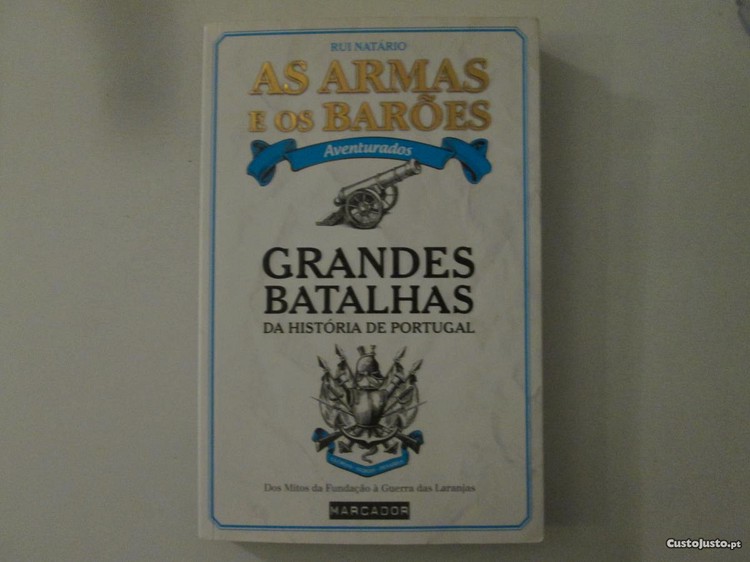 RUI NATÁRIO
AS ARMAS
E OS BARÕES
Aventurados
GRANDES
BATALHAS
DA HISTÓRIA DE PORTUGAL
Dos Mitos da Fundação à Guerra das Laranjas
MARCADOR
CustoJusto.pt